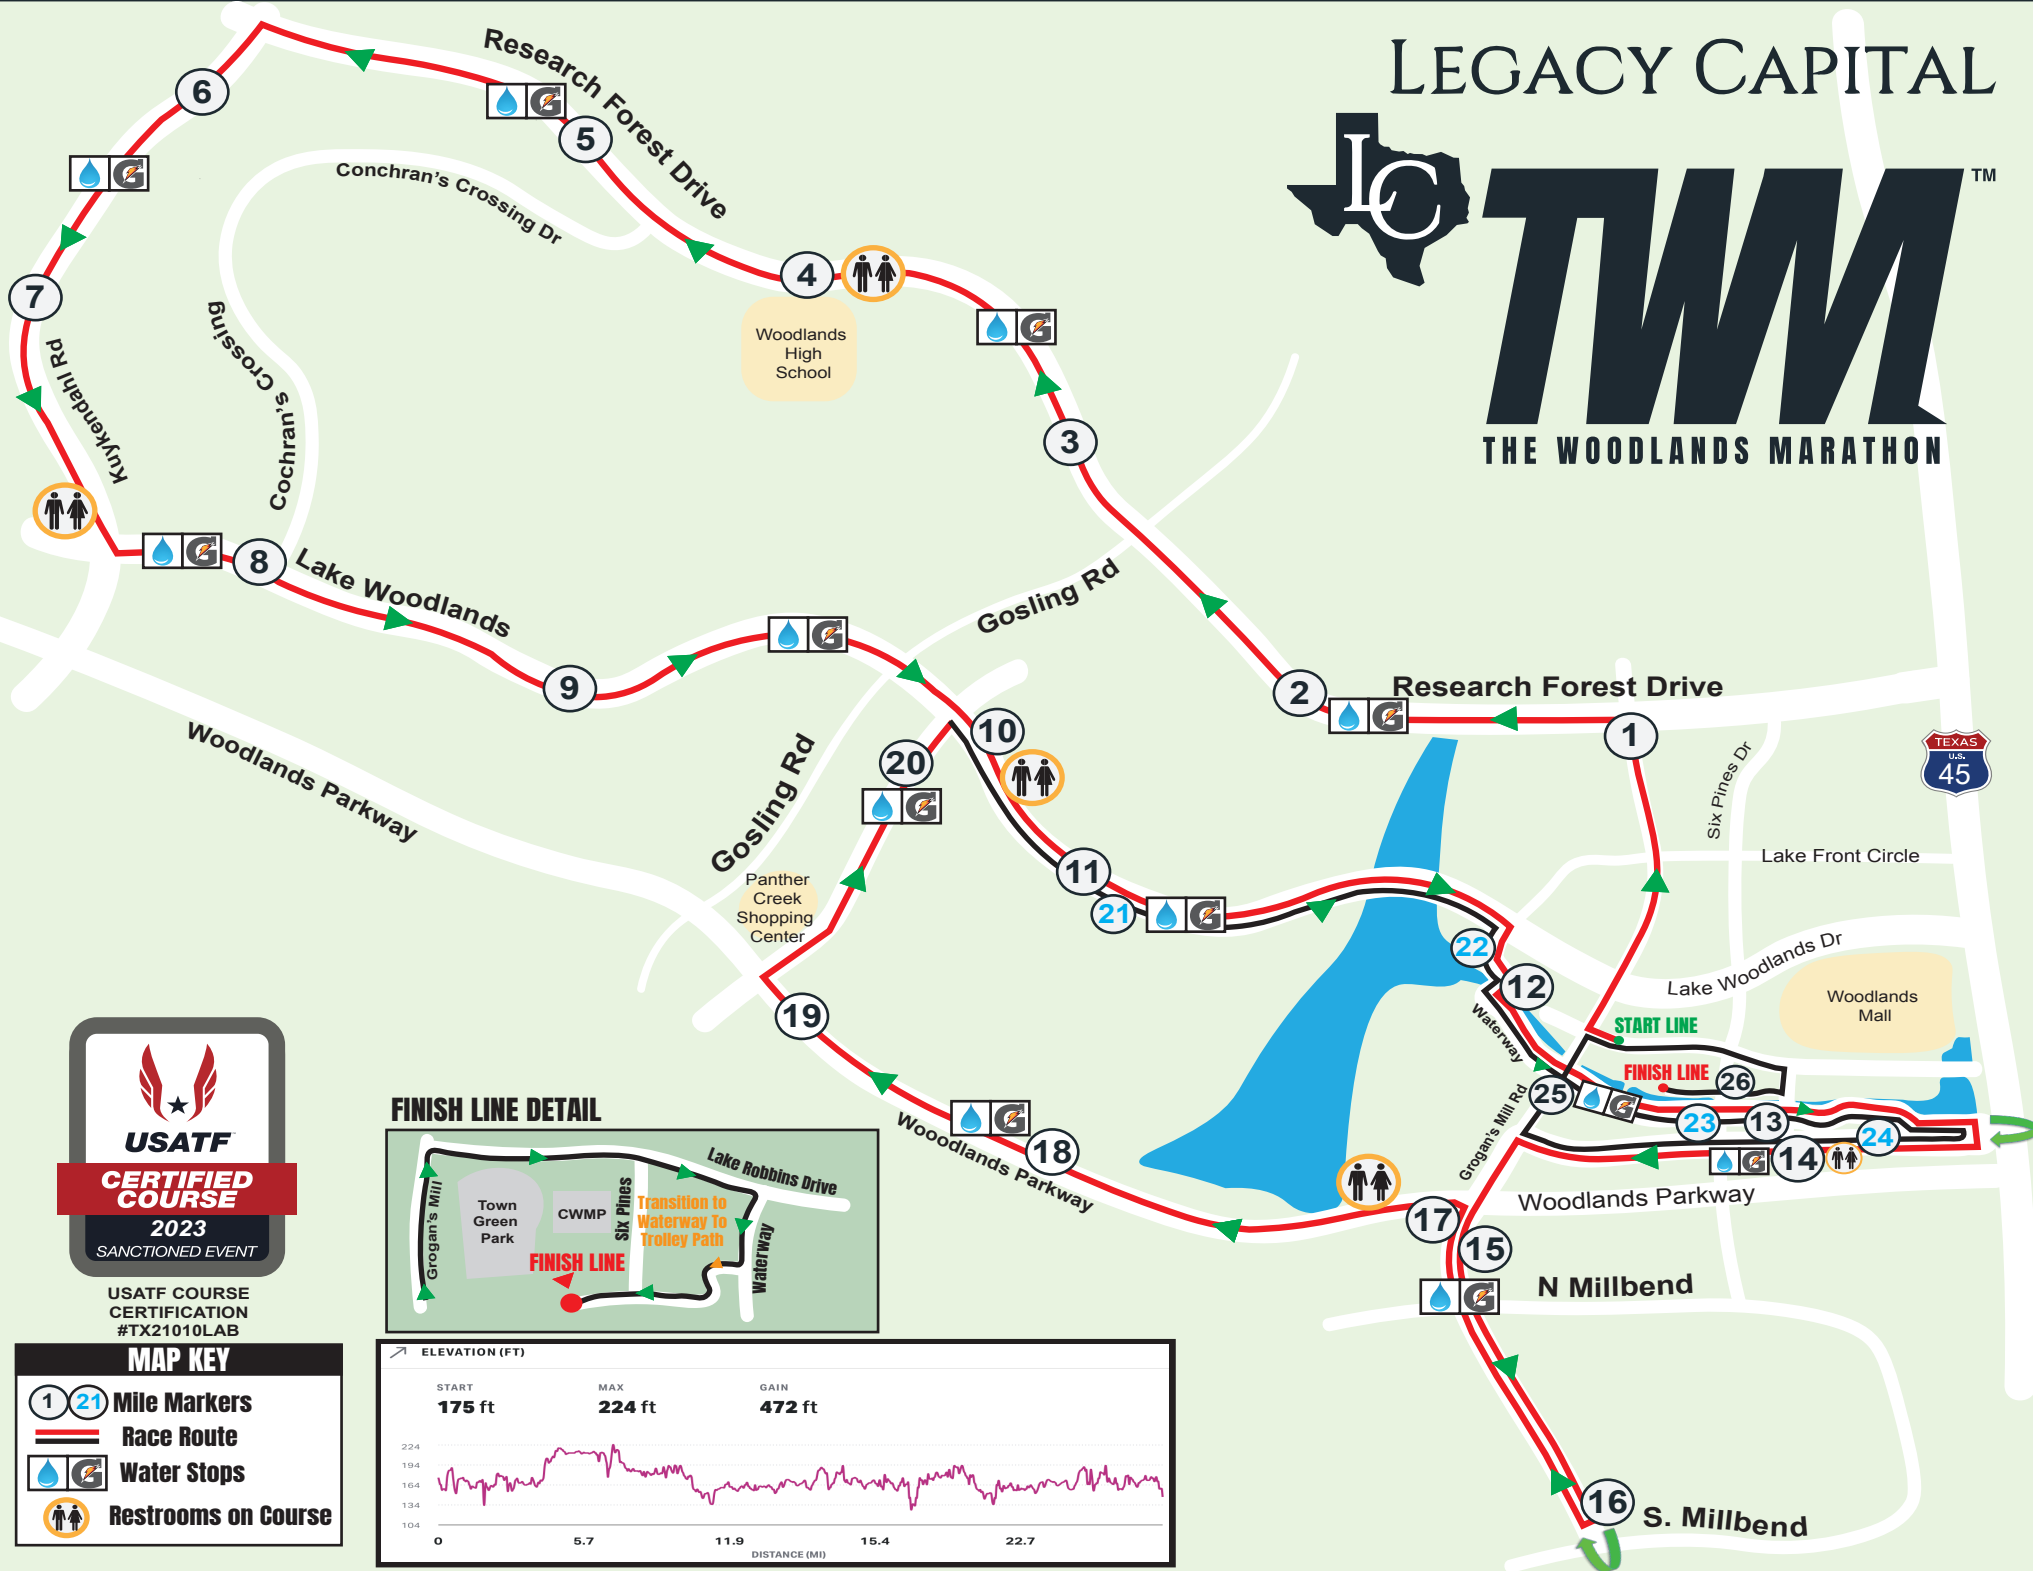 LEGACY CAPITAL
LC
TWM™
THE WOODLANDS MARATHON
Research Forest Drive
6
G
5
Conchran's Crossing Dr
G
7
Kuykendahl Rd
Cochran's Crossing
4
Woodlands
High
School
G
3
G
8
Lake Woodlands
9
G
Gosling Rd
2
G
Research Forest Drive
1
Six Pines Dr
TEXAS
U.S.
45
Woodlands Parkway
Gosling Rd
10
20
G
Lake Front Circle
Panther
Creek
Shopping
Center
11
21
G
22
12
Lake Woodlands Dr
Woodlands
Mall
19
Waterway
START LINE
FINISH LINE
26
25
G
Grogan's Mill Rd
23
13
24
G
14
Wooodlands Parkway
G
18
17
Woodlands Parkway
15
G
N Millbend
16
S. Millbend
USATF
CERTIFIED
COURSE
2023
SANCTIONED EVENT
USATF COURSE
CERTIFICATION
#TX21010LAB
MAP KEY
1 21 Mile Markers
Race Route
G Water Stops
Restrooms on Course
FINISH LINE DETAIL
Grogan's Mill
Town
Green
Park
CWMP
Six Pines
Lake Robbins Drive
Transition to
Waterway To
Trolley Path
Waterway
FINISH LINE
ELEVATION (FT)
START MAX GAIN
175 ft 224 ft 472 ft
224
194
164
134
104
0 5.7 11.9 15.4 22.7
DISTANCE (MI)